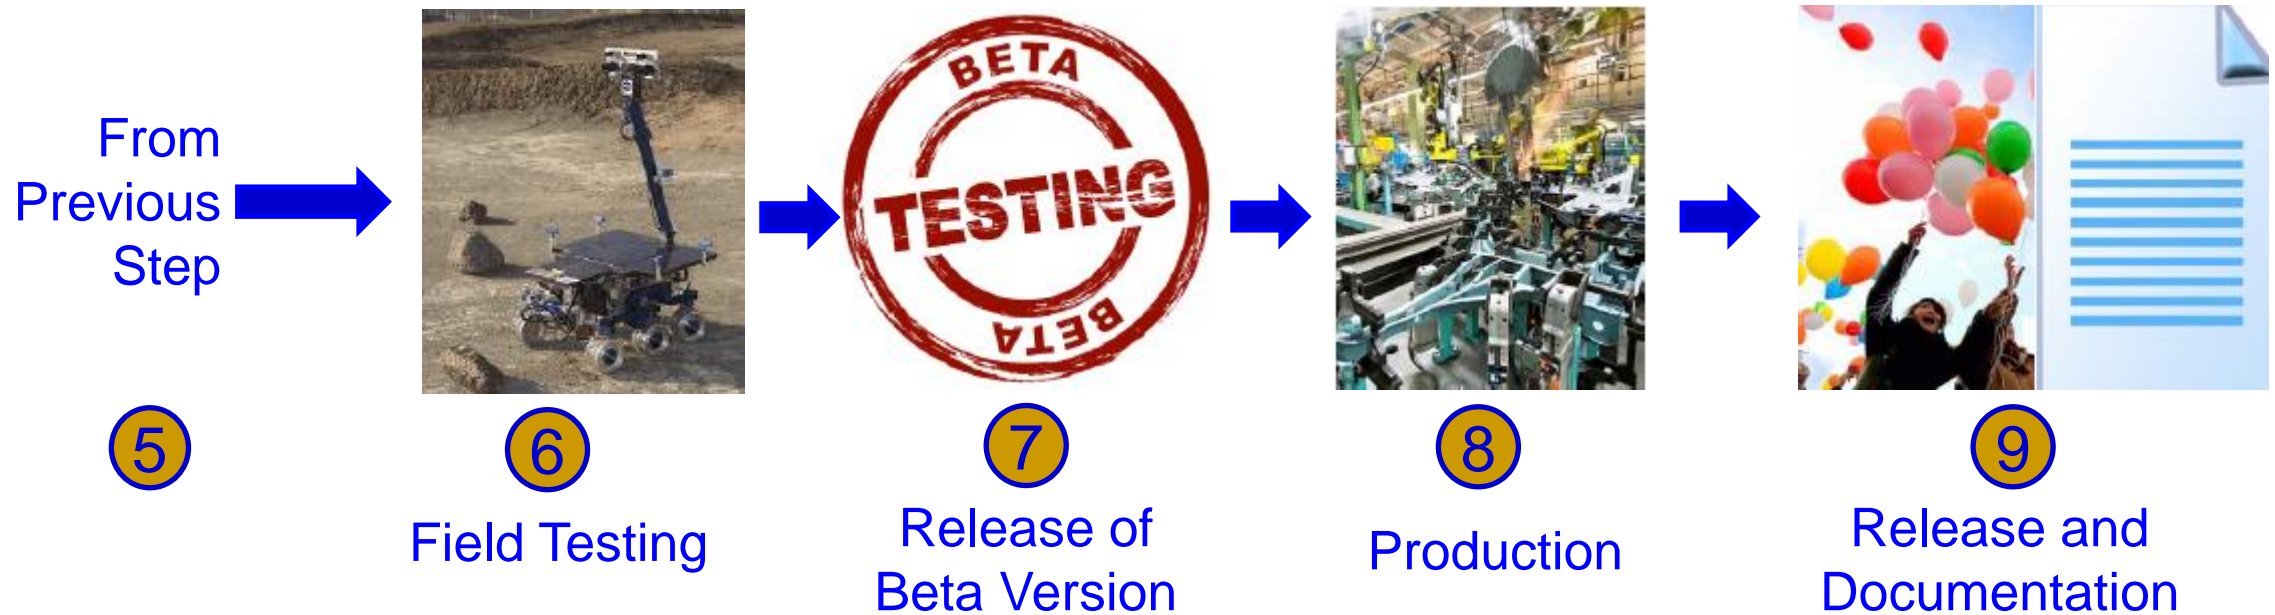 From
Previous
Step
BETA
TESTING
BETA
5
6
7
8
9
Field Testing
Release of
Beta Version
Production
Release and
Documentation